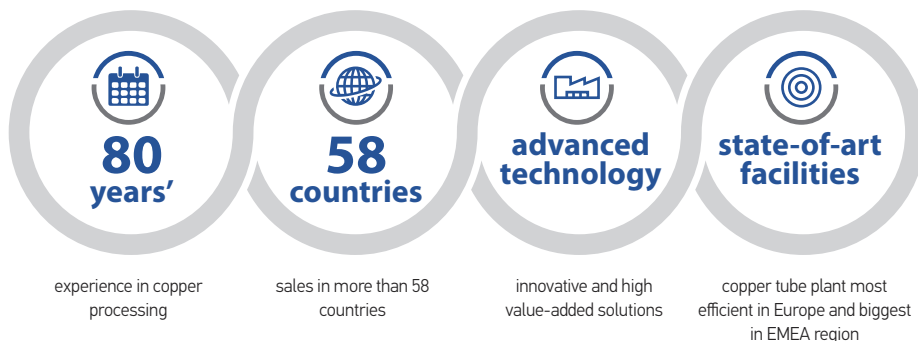 80
years’
experience in copper
processing
58
countries
sales in more than 58
countries
advanced
technology
innovative and high
value-added solutions
state-of-art
facilities
copper tube plant most
efficient in Europe and biggest
in EMEA region